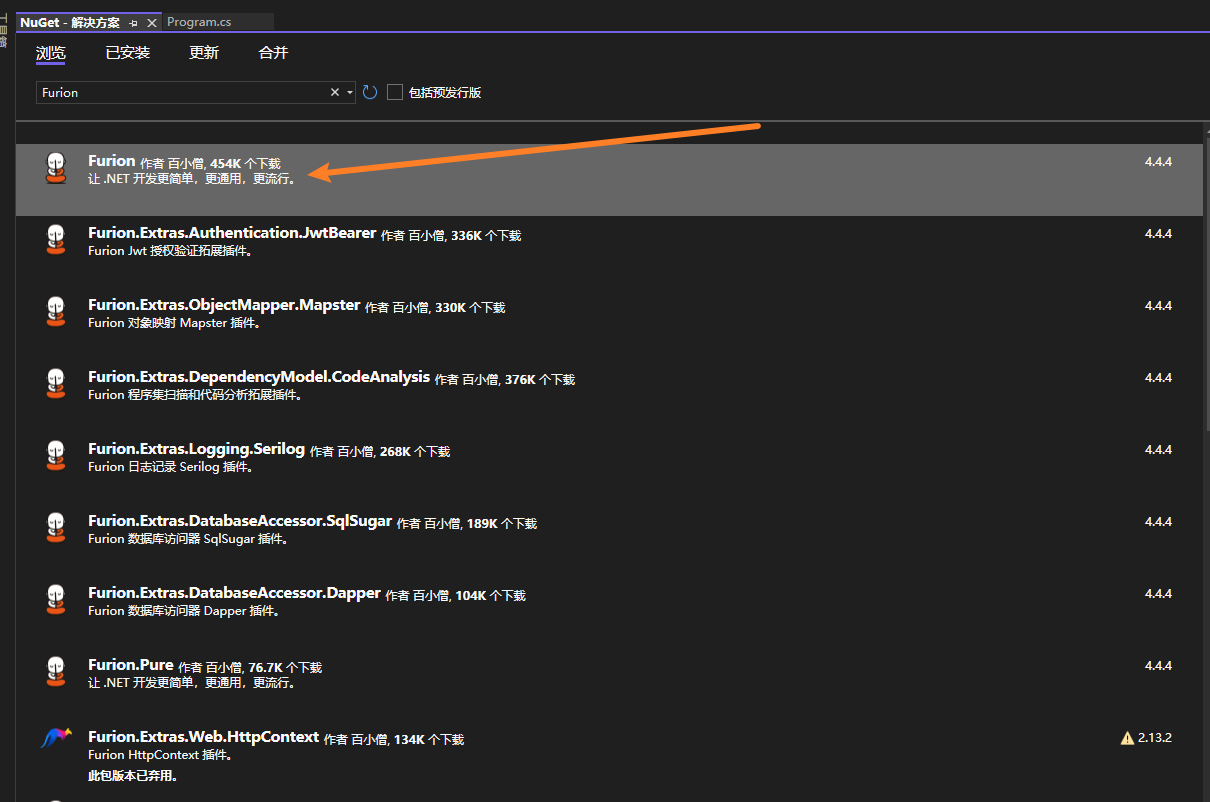 NuGet - 解决方案
Program.cs
工具箱
浏览 已安装 更新 合并
Furion
包括预发行版
Furion 作者 百小僧, 454K 个下载 4.4.4
让 .NET 开发更简单，更通用，更流行。
Furion.Extras.Authentication.JwtBearer 作者 百小僧, 336K 个下载 4.4.4
Furion Jwt 授权验证拓展插件。
Furion.Extras.ObjectMapper.Mapster 作者 百小僧, 330K 个下载 4.4.4
Furion 对象映射 Mapster 插件。
Furion.Extras.DependencyModel.CodeAnalysis 作者 百小僧, 376K 个下载 4.4.4
Furion 程序集扫描和代码分析拓展插件。
Furion.Extras.Logging.Serilog 作者 百小僧, 268K 个下载 4.4.4
Furion 日志记录 Serilog 插件。
Furion.Extras.DatabaseAccessor.SqlSugar 作者 百小僧, 189K 个下载 4.4.4
Furion 数据库访问器 SqlSugar 插件。
Furion.Extras.DatabaseAccessor.Dapper 作者 百小僧, 104K 个下载 4.4.4
Furion 数据库访问器 Dapper 插件。
Furion.Pure 作者 百小僧, 76.7K 个下载 4.4.4
让 .NET 开发更简单，更通用，更流行。
Furion.Extras.Web.HttpContext 作者 百小僧, 134K 个下载 2.13.2
Furion HttpContext 插件。
此包版本已弃用。